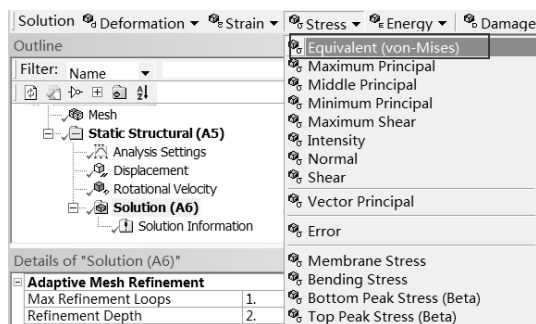 Solution Deformation Strain Stress Energy Damage
Outline
Filter: Name
Mesh
Static Structural (A5)
Analysis Settings
Displacement
Rotational Velocity
Solution (A6)
Solution Information
Details of "Solution (A6)"
Adaptive Mesh Refinement
Max Refinement Loops 1.
Refinement Depth 2.
Equivalent (von-Mises)
Maximum Principal
Middle Principal
Minimum Principal
Maximum Shear
Intensity
Normal
Shear
Vector Principal
Error
Membrane Stress
Bending Stress
Bottom Peak Stress (Beta)
Top Peak Stress (Beta)